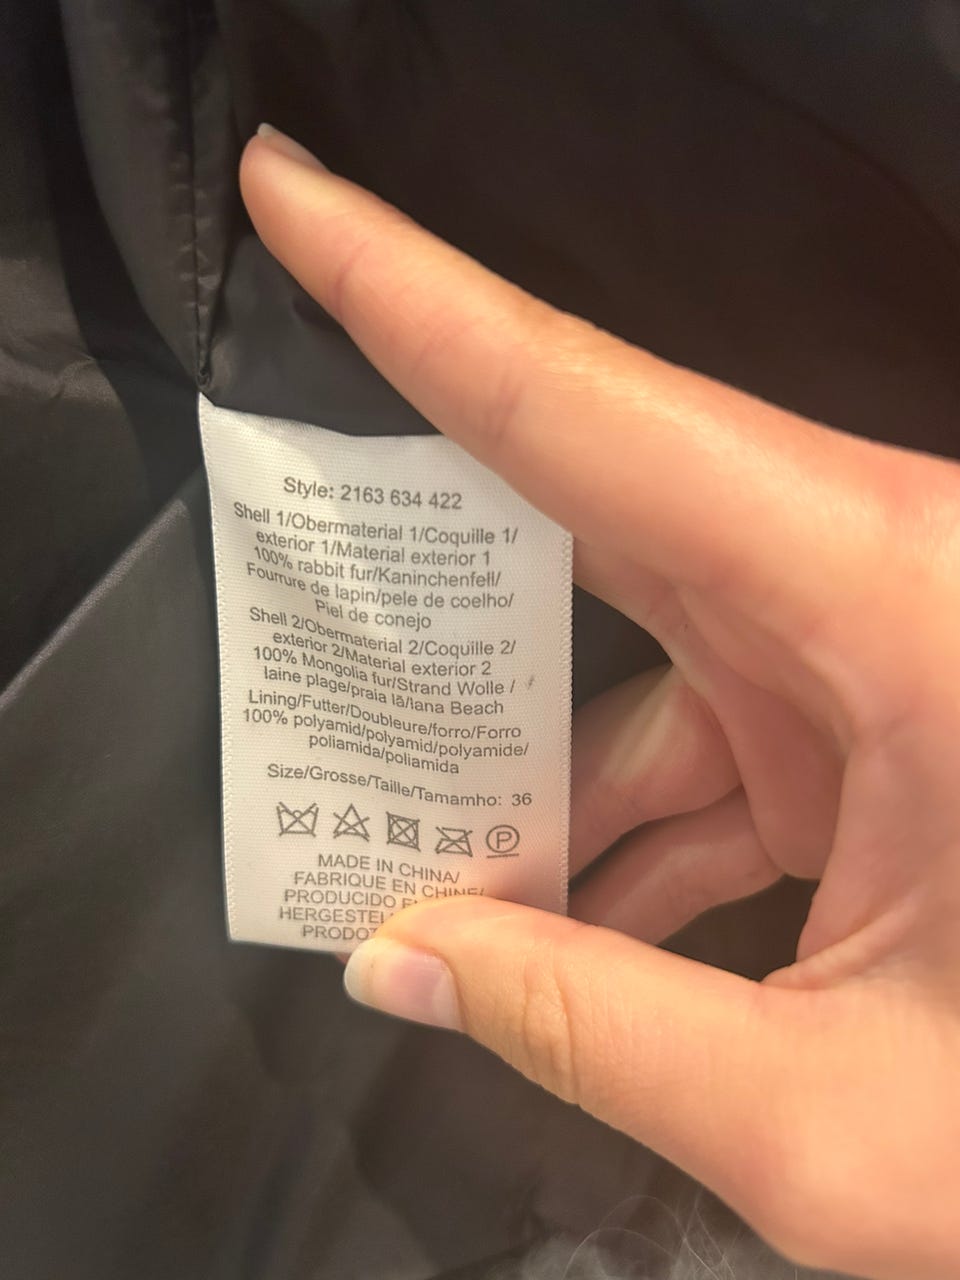 Style: 2163 634 422
Shell 1/Obermaterial 1/Coquille 1/
exterior 1/Material exterior 1
100% rabbit fur/Kaninchenfell/
Fourrure de lapin/pele de coelho/
Piel de conejo
Shell 2/Obermaterial 2/Coquille 2/
exterior 2/Material exterior 2
100% Mongolia fur/Strand Wolle /
laine plage/praia lã/lana Beach
Lining/Futter/Doubleure/forro/Forro
100% polyamid/polyamid/polyamide/
poliamida/poliamida
Size/Grosse/Taille/Tamamho: 36
P
MADE IN CHINA/
FABRIQUE EN CHINE/
PRODUCIDO